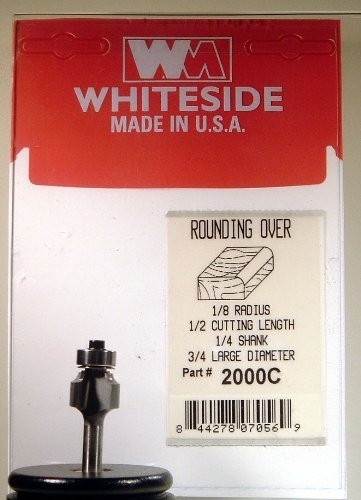 WM
WHITESIDE
MADE IN U.S.A.
ROUNDING OVER
1/8 RADIUS
1/2 CUTTING LENGTH
1/4 SHANK
3/4 LARGE DIAMETER
Part # 2000C
8 44278 07056 9